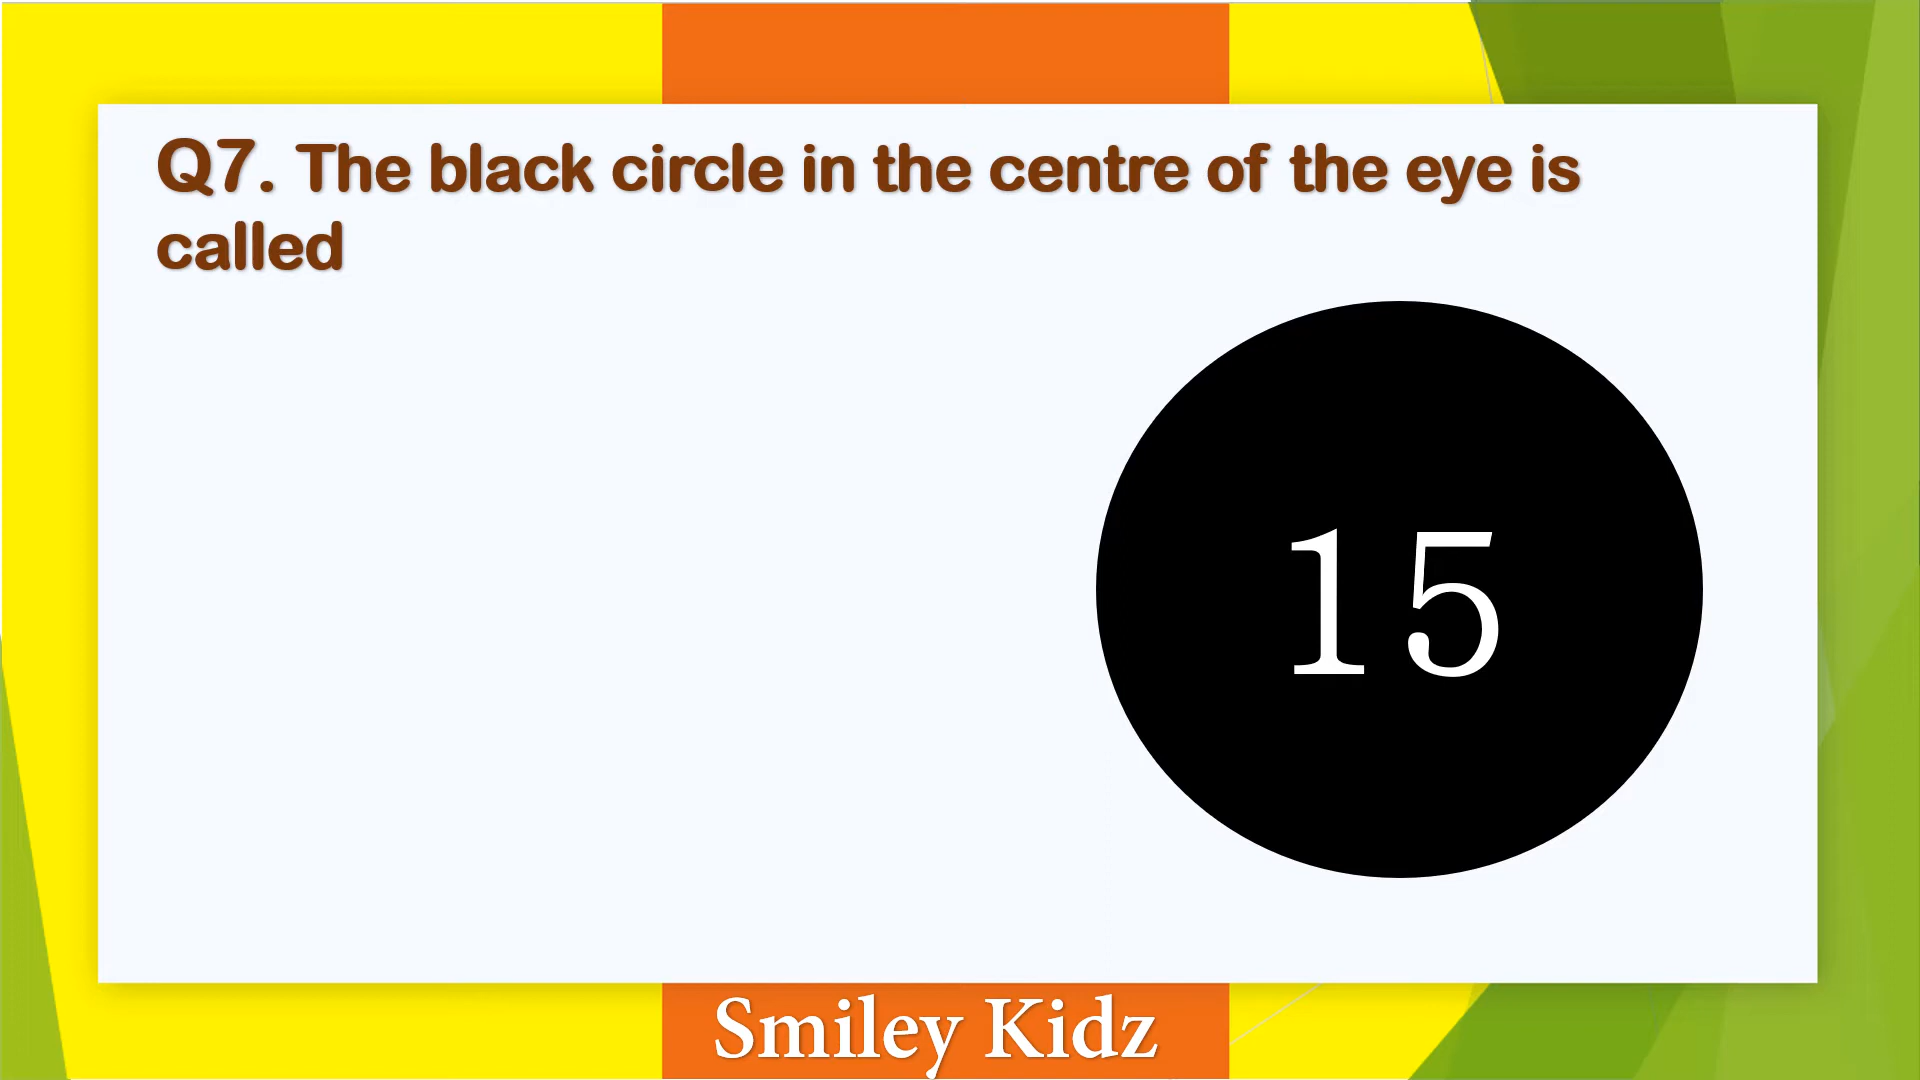 Q7. The black circle in the centre of the eye is
called
15
Smiley Kidz